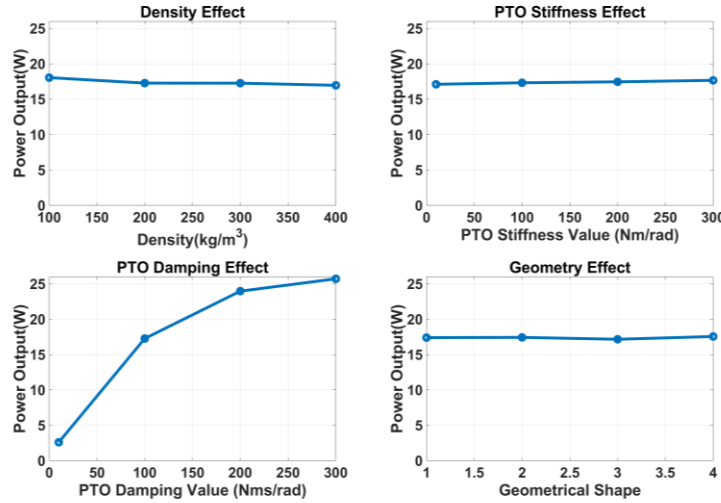 Density Effect
Power Output(W)
25
20
15
10
5
0
100 150 200 250 300 350 400
Density(kg/m³)
PTO Stiffness Effect
Power Output(W)
25
20
15
10
5
0
0 50 100 150 200 250 300
PTO Stiffness Value (Nm/rad)
PTO Damping Effect
Power Output(W)
25
20
15
10
5
0
0 50 100 150 200 250 300
PTO Damping Value (Nms/rad)
Geometry Effect
Power Output(W)
25
20
15
10
5
0
1 1.5 2 2.5 3 3.5 4
Geometrical Shape